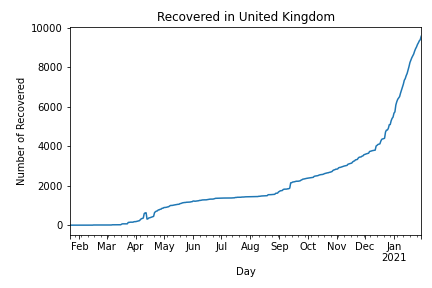 Recovered in United Kingdom
10000
8000
6000
4000
2000
0
Number of Recovered
Feb Mar Apr May Jun Jul Aug Sep Oct Nov Dec Jan
2021
Day